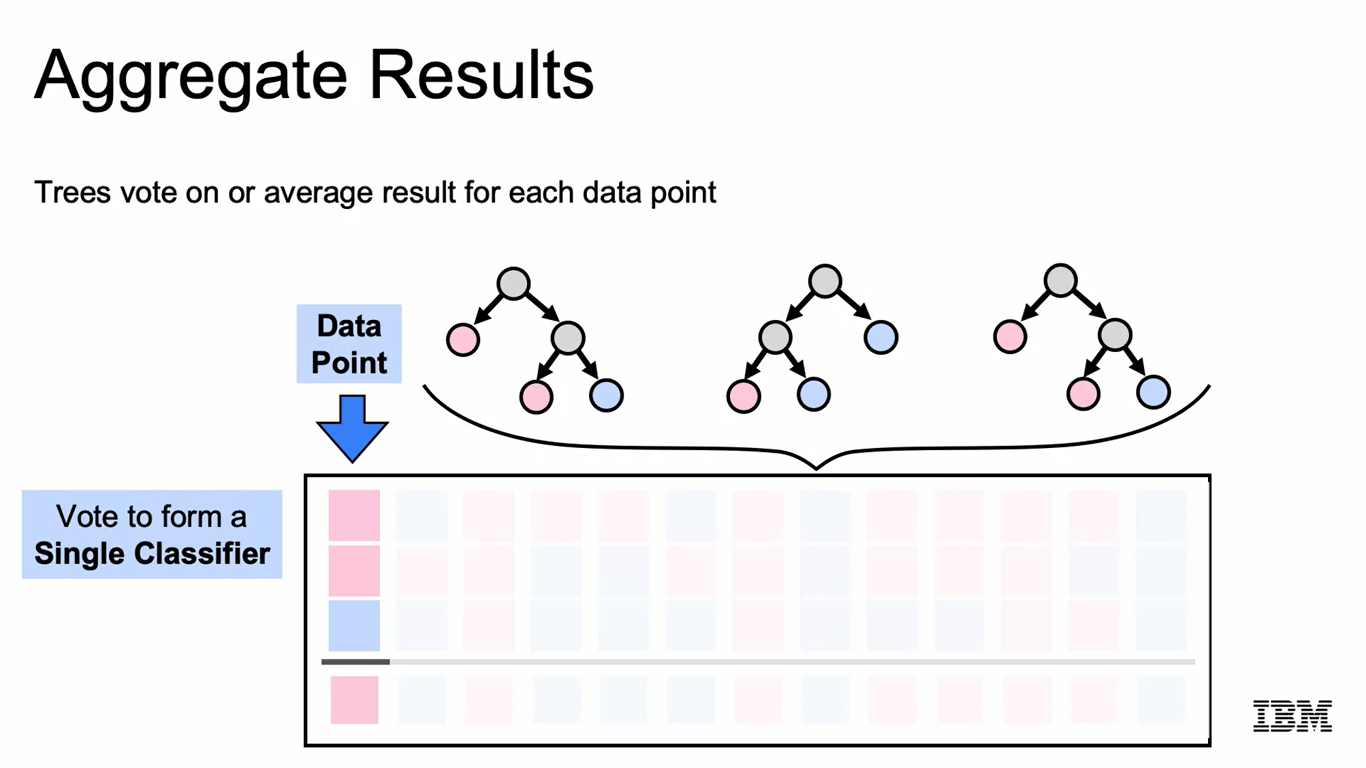 Aggregate Results
Trees vote on or average result for each data point
Data
Point
Vote to form a
Single Classifier
IBM